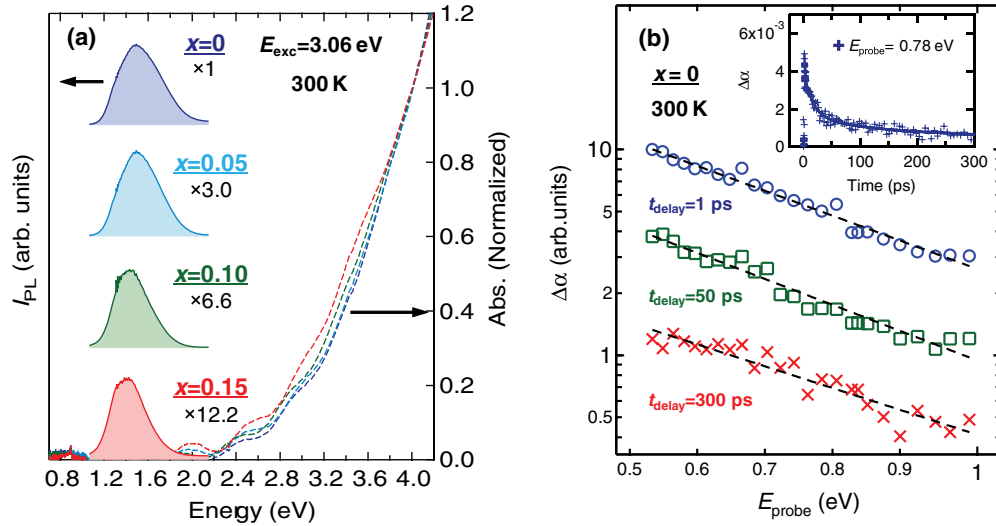 (a)
x=0
×1
E_exc=3.06 eV
300 K
x=0.05
×3.0
x=0.10
×6.6
x=0.15
×12.2
I_PL (arb. units)
Abs. (Normalized)
1.2
1.0
0.8
0.6
0.4
0.2
0.0
0.8 1.2 1.6 2.0 2.4 2.8 3.2 3.6 4.0
Energy (eV)
(b)
x=0
300 K
6×10⁻³
4
2
0
Δα
E_probe= 0.78 eV
0 100 200 300
Time (ps)
t_delay=1 ps
t_delay=50 ps
t_delay=300 ps
Δα (arb.units)
10
5
2
1
0.5
0.5 0.6 0.7 0.8 0.9 1
E_probe (eV)